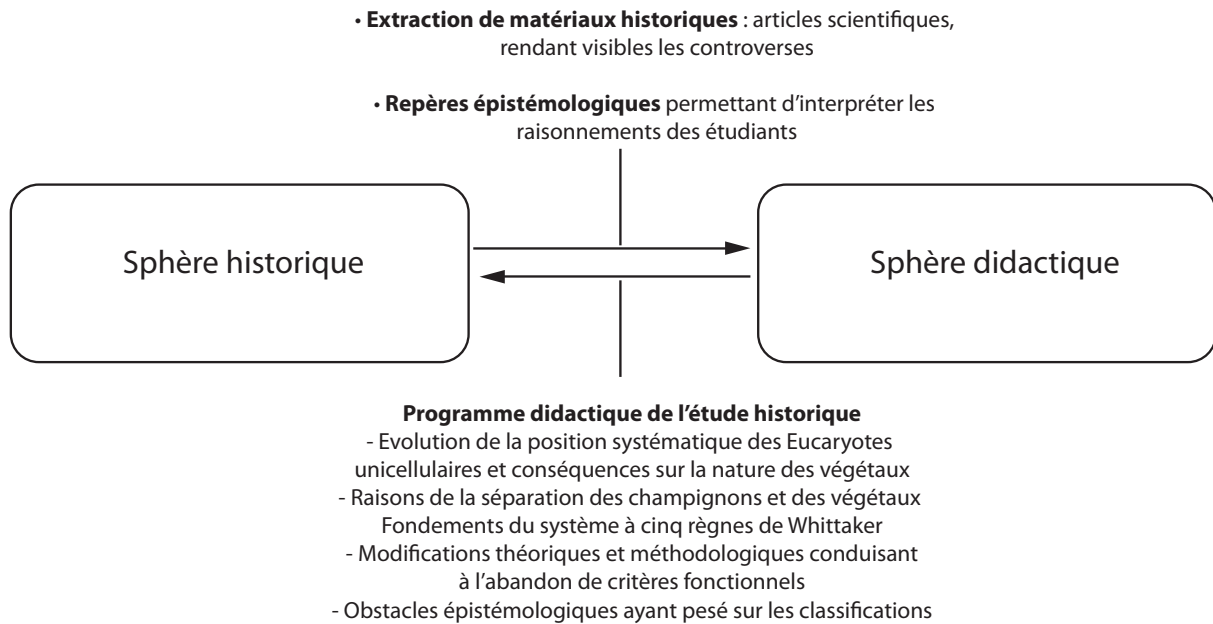 • Extraction de matériaux historiques : articles scientifiques,
rendant visibles les controverses
• Repères épistémologiques permettant d'interpréter les
raisonnements des étudiants
Sphère historique
Sphère didactique
Programme didactique de l'étude historique
- Evolution de la position systématique des Eucaryotes
unicellulaires et conséquences sur la nature des végétaux
- Raisons de la séparation des champignons et des végétaux
Fondements du système à cinq règnes de Whittaker
- Modifications théoriques et méthodologiques conduisant
à l'abandon de critères fonctionnels
- Obstacles épistémologiques ayant pesé sur les classifications